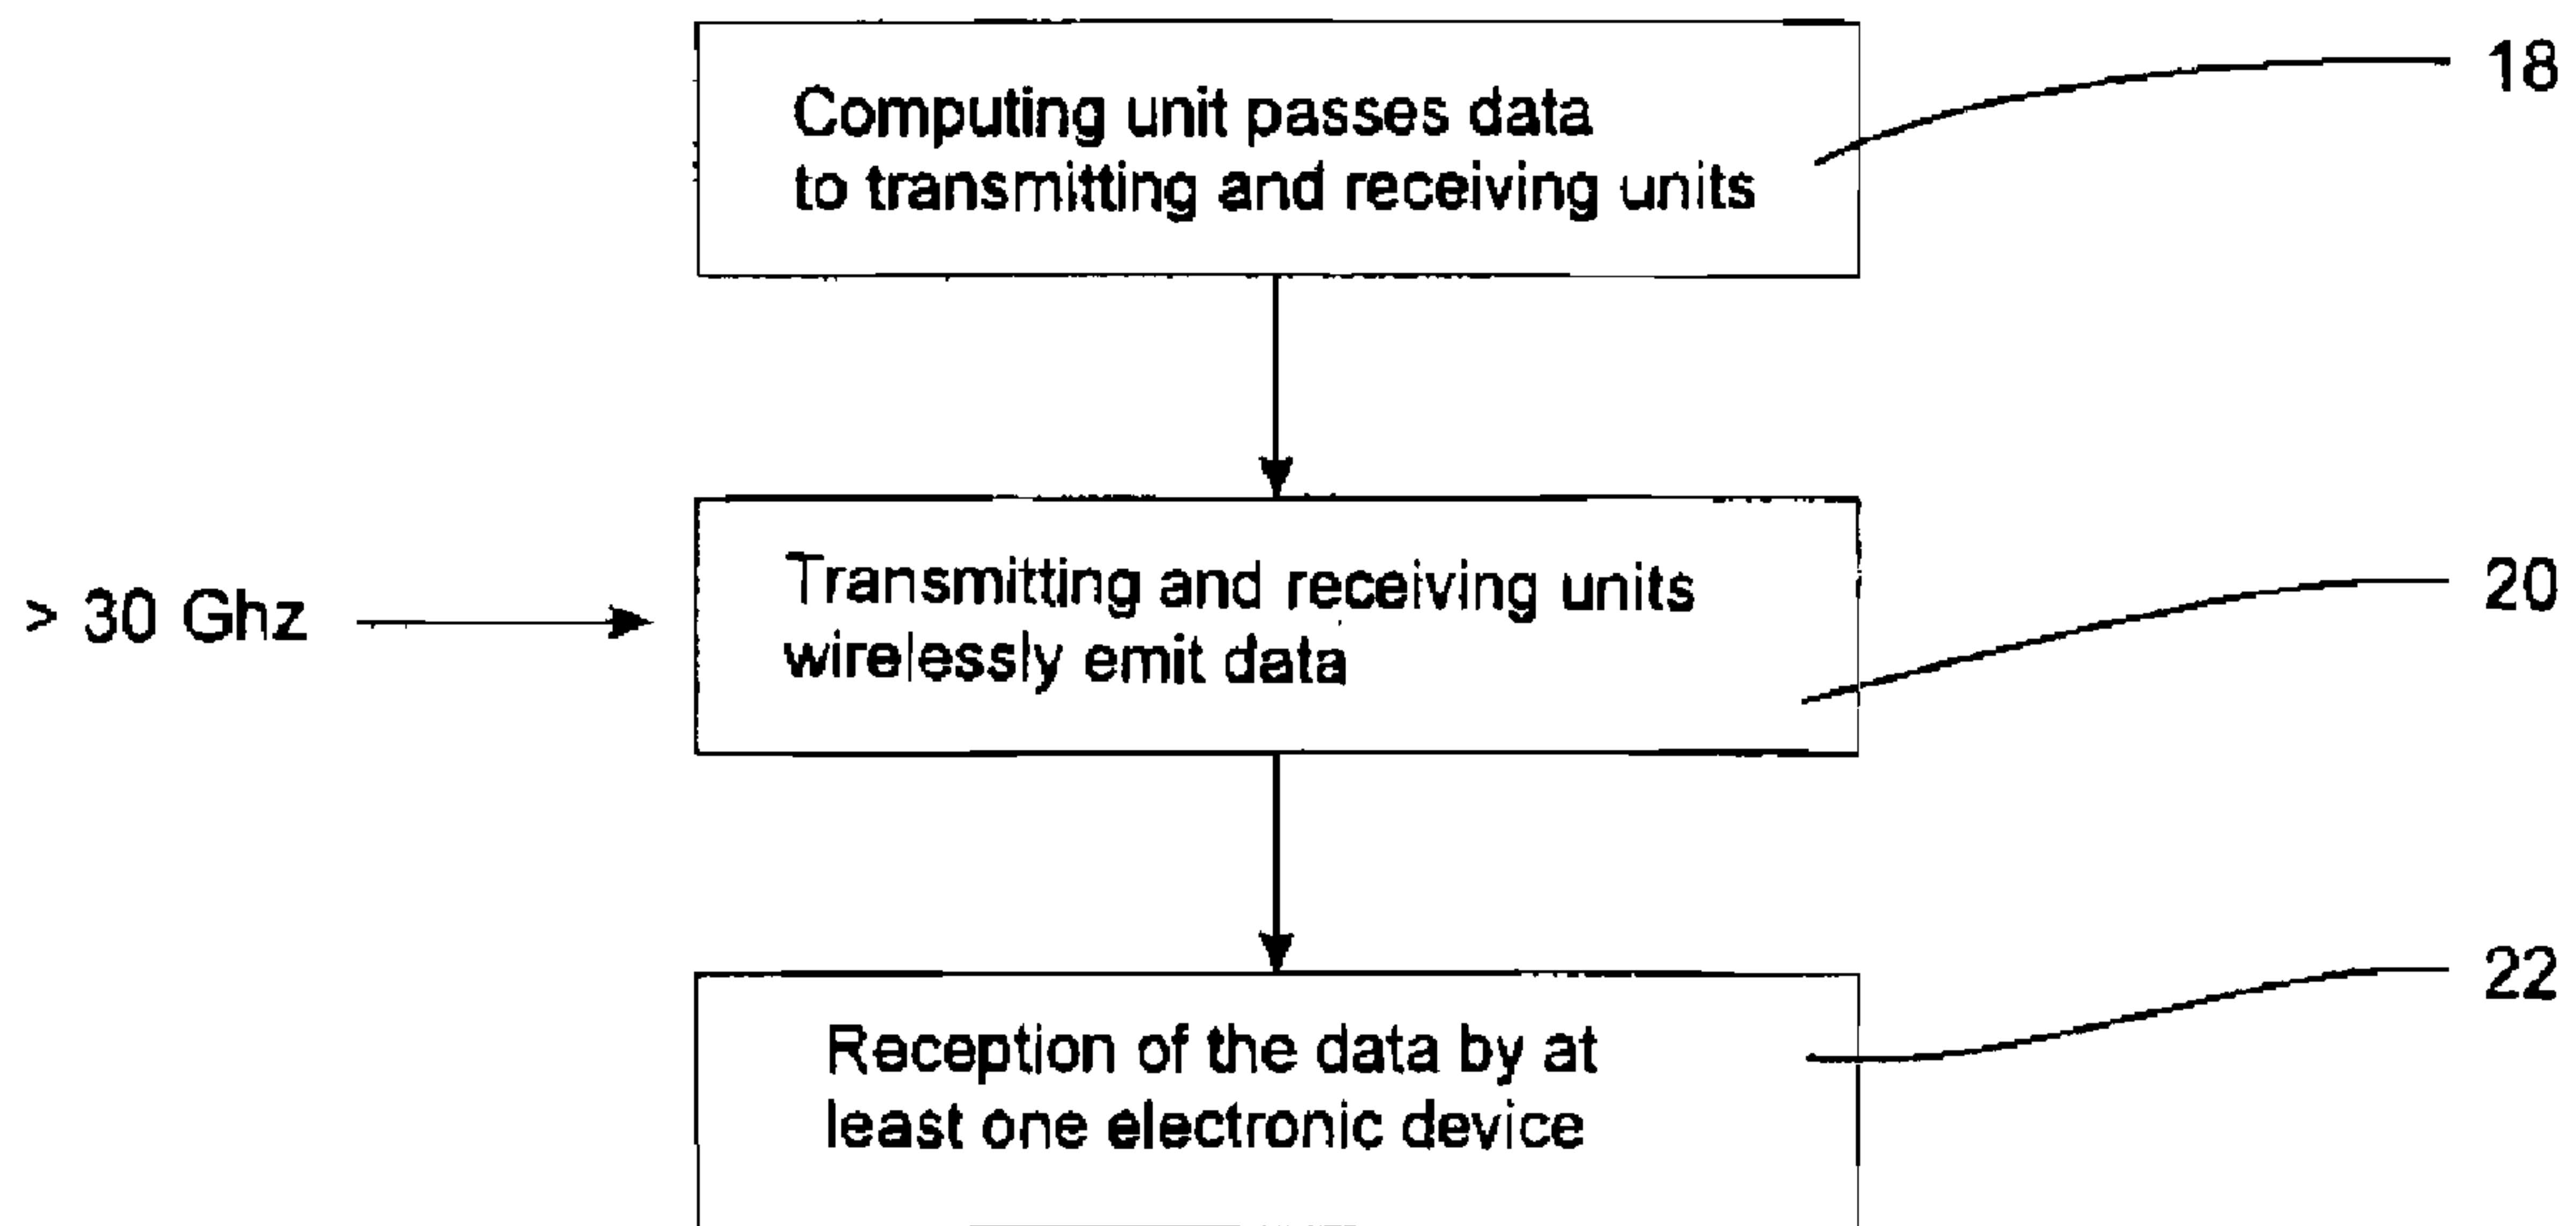 Computing unit passes data
to transmitting and receiving units
18
> 30 Ghz
Transmitting and receiving units
wirelessly emit data
20
Reception of the data by at
least one electronic device
22